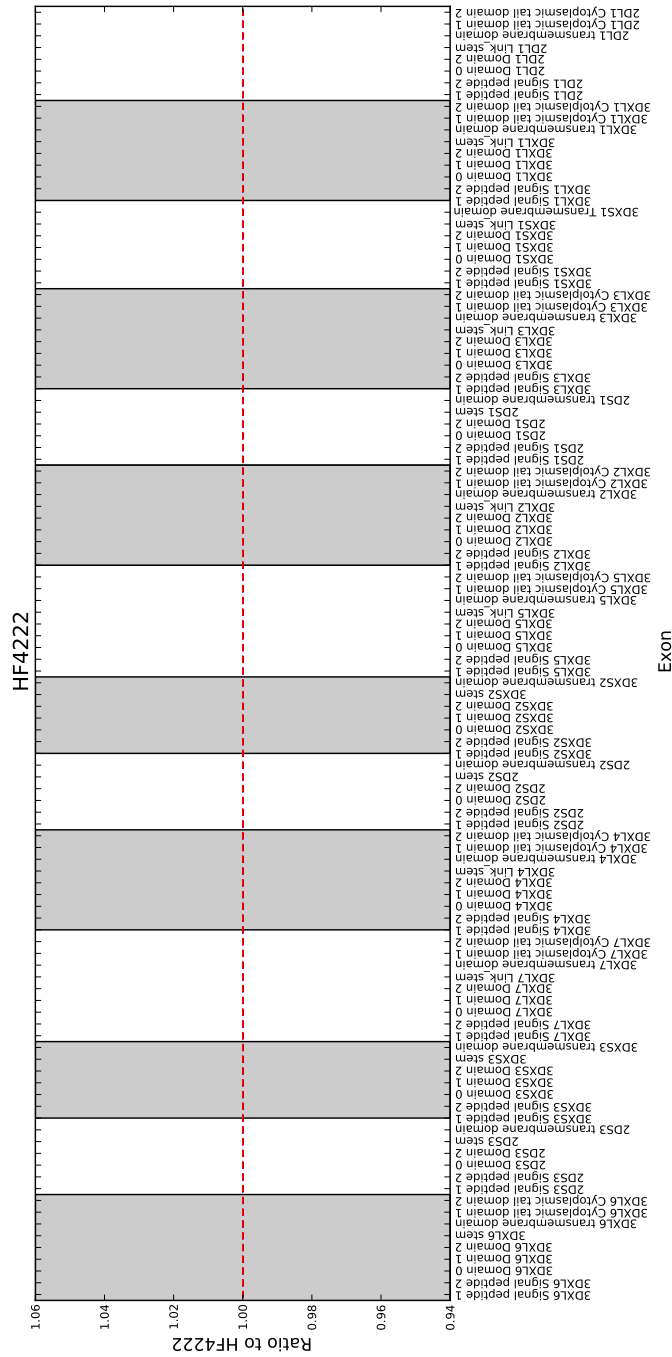 HF4222
2DL1 Cytoplasmic tail domain 2
2DL1 Cytoplasmic tail domain 1
2DL1 transmembrane domain
2DL1 Link_stem
2DL1 Domain 2
2DL1 Domain 0
2DL1 Signal peptide 2
2DL1 Signal peptide 1
3DXL1 Cytolplasmic tail domain 2
3DXL1 Cytoplasmic tail domain 1
3DXL1 transmembrane domain
3DXL1 Link_stem
3DXL1 Domain 2
3DXL1 Domain 1
3DXL1 Domain 0
3DXL1 Signal peptide 2
3DXL1 Signal peptide 1
3DXS1 Transmembrane domain
3DXS1 Link_stem
3DXS1 Domain 2
3DXS1 Domain 1
3DXS1 Domain 0
3DXS1 Signal peptide 2
3DXS1 Signal peptide 1
3DXL3 Cytolplasmic tail domain 2
3DXL3 Cytoplasmic tail domain 1
3DXL3 transmembrane domain
3DXL3 Link_stem
3DXL3 Domain 2
3DXL3 Domain 1
3DXL3 Domain 0
3DXL3 Signal peptide 2
3DXL3 Signal peptide 1
2DS1 transmembrane domain
2DS1 stem
2DS1 Domain 2
2DS1 Domain 0
2DS1 Signal peptide 2
2DS1 Signal peptide 1
3DXL2 Cytolplasmic tail domain 2
3DXL2 Cytoplasmic tail domain 1
3DXL2 transmembrane domain
3DXL2 Link_stem
3DXL2 Domain 2
3DXL2 Domain 1
3DXL2 Domain 0
3DXL2 Signal peptide 2
3DXL2 Signal peptide 1
3DXL5 Cytolplasmic tail domain 2
3DXL5 Cytoplasmic tail domain 1
3DXL5 transmembrane domain
3DXL5 Link_stem
3DXL5 Domain 2
3DXL5 Domain 1
3DXL5 Domain 0
3DXL5 Signal peptide 2
3DXL5 Signal peptide 1
3DXS2 transmembrane domain
3DXS2 stem
3DXS2 Domain 2
3DXS2 Domain 1
3DXS2 Domain 0
3DXS2 Signal peptide 2
3DXS2 Signal peptide 1
2DS2 transmembrane domain
2DS2 stem
2DS2 Domain 2
2DS2 Domain 0
2DS2 Signal peptide 2
2DS2 Signal peptide 1
3DXL4 Cytolplasmic tail domain 2
3DXL4 Cytoplasmic tail domain 1
3DXL4 transmembrane domain
3DXL4 Link_stem
3DXL4 Domain 2
3DXL4 Domain 1
3DXL4 Domain 0
3DXL4 Signal peptide 2
3DXL4 Signal peptide 1
3DXL7 Cytolplasmic tail domain 2
3DXL7 Cytoplasmic tail domain 1
3DXL7 transmembrane domain
3DXL7 Link_stem
3DXL7 Domain 2
3DXL7 Domain 1
3DXL7 Domain 0
3DXL7 Signal peptide 2
3DXL7 Signal peptide 1
3DXS3 transmembrane domain
3DXS3 stem
3DXS3 Domain 2
3DXS3 Domain 1
3DXS3 Domain 0
3DXS3 Signal peptide 2
3DXS3 Signal peptide 1
2DS3 transmembrane domain
2DS3 stem
2DS3 Domain 2
2DS3 Domain 0
2DS3 Signal peptide 2
2DS3 Signal peptide 1
3DXL6 Cytoplasmic tail domain 2
3DXL6 Cytoplasmic tail domain 1
3DXL6 transmembrane domain
3DXL6 stem
3DXL6 Domain 2
3DXL6 Domain 1
3DXL6 Domain 0
3DXL6 Signal peptide 2
3DXL6 Signal peptide 1
Exon
1.06
1.04
1.02
1.00
0.98
0.96
0.94
Ratio to HF4222